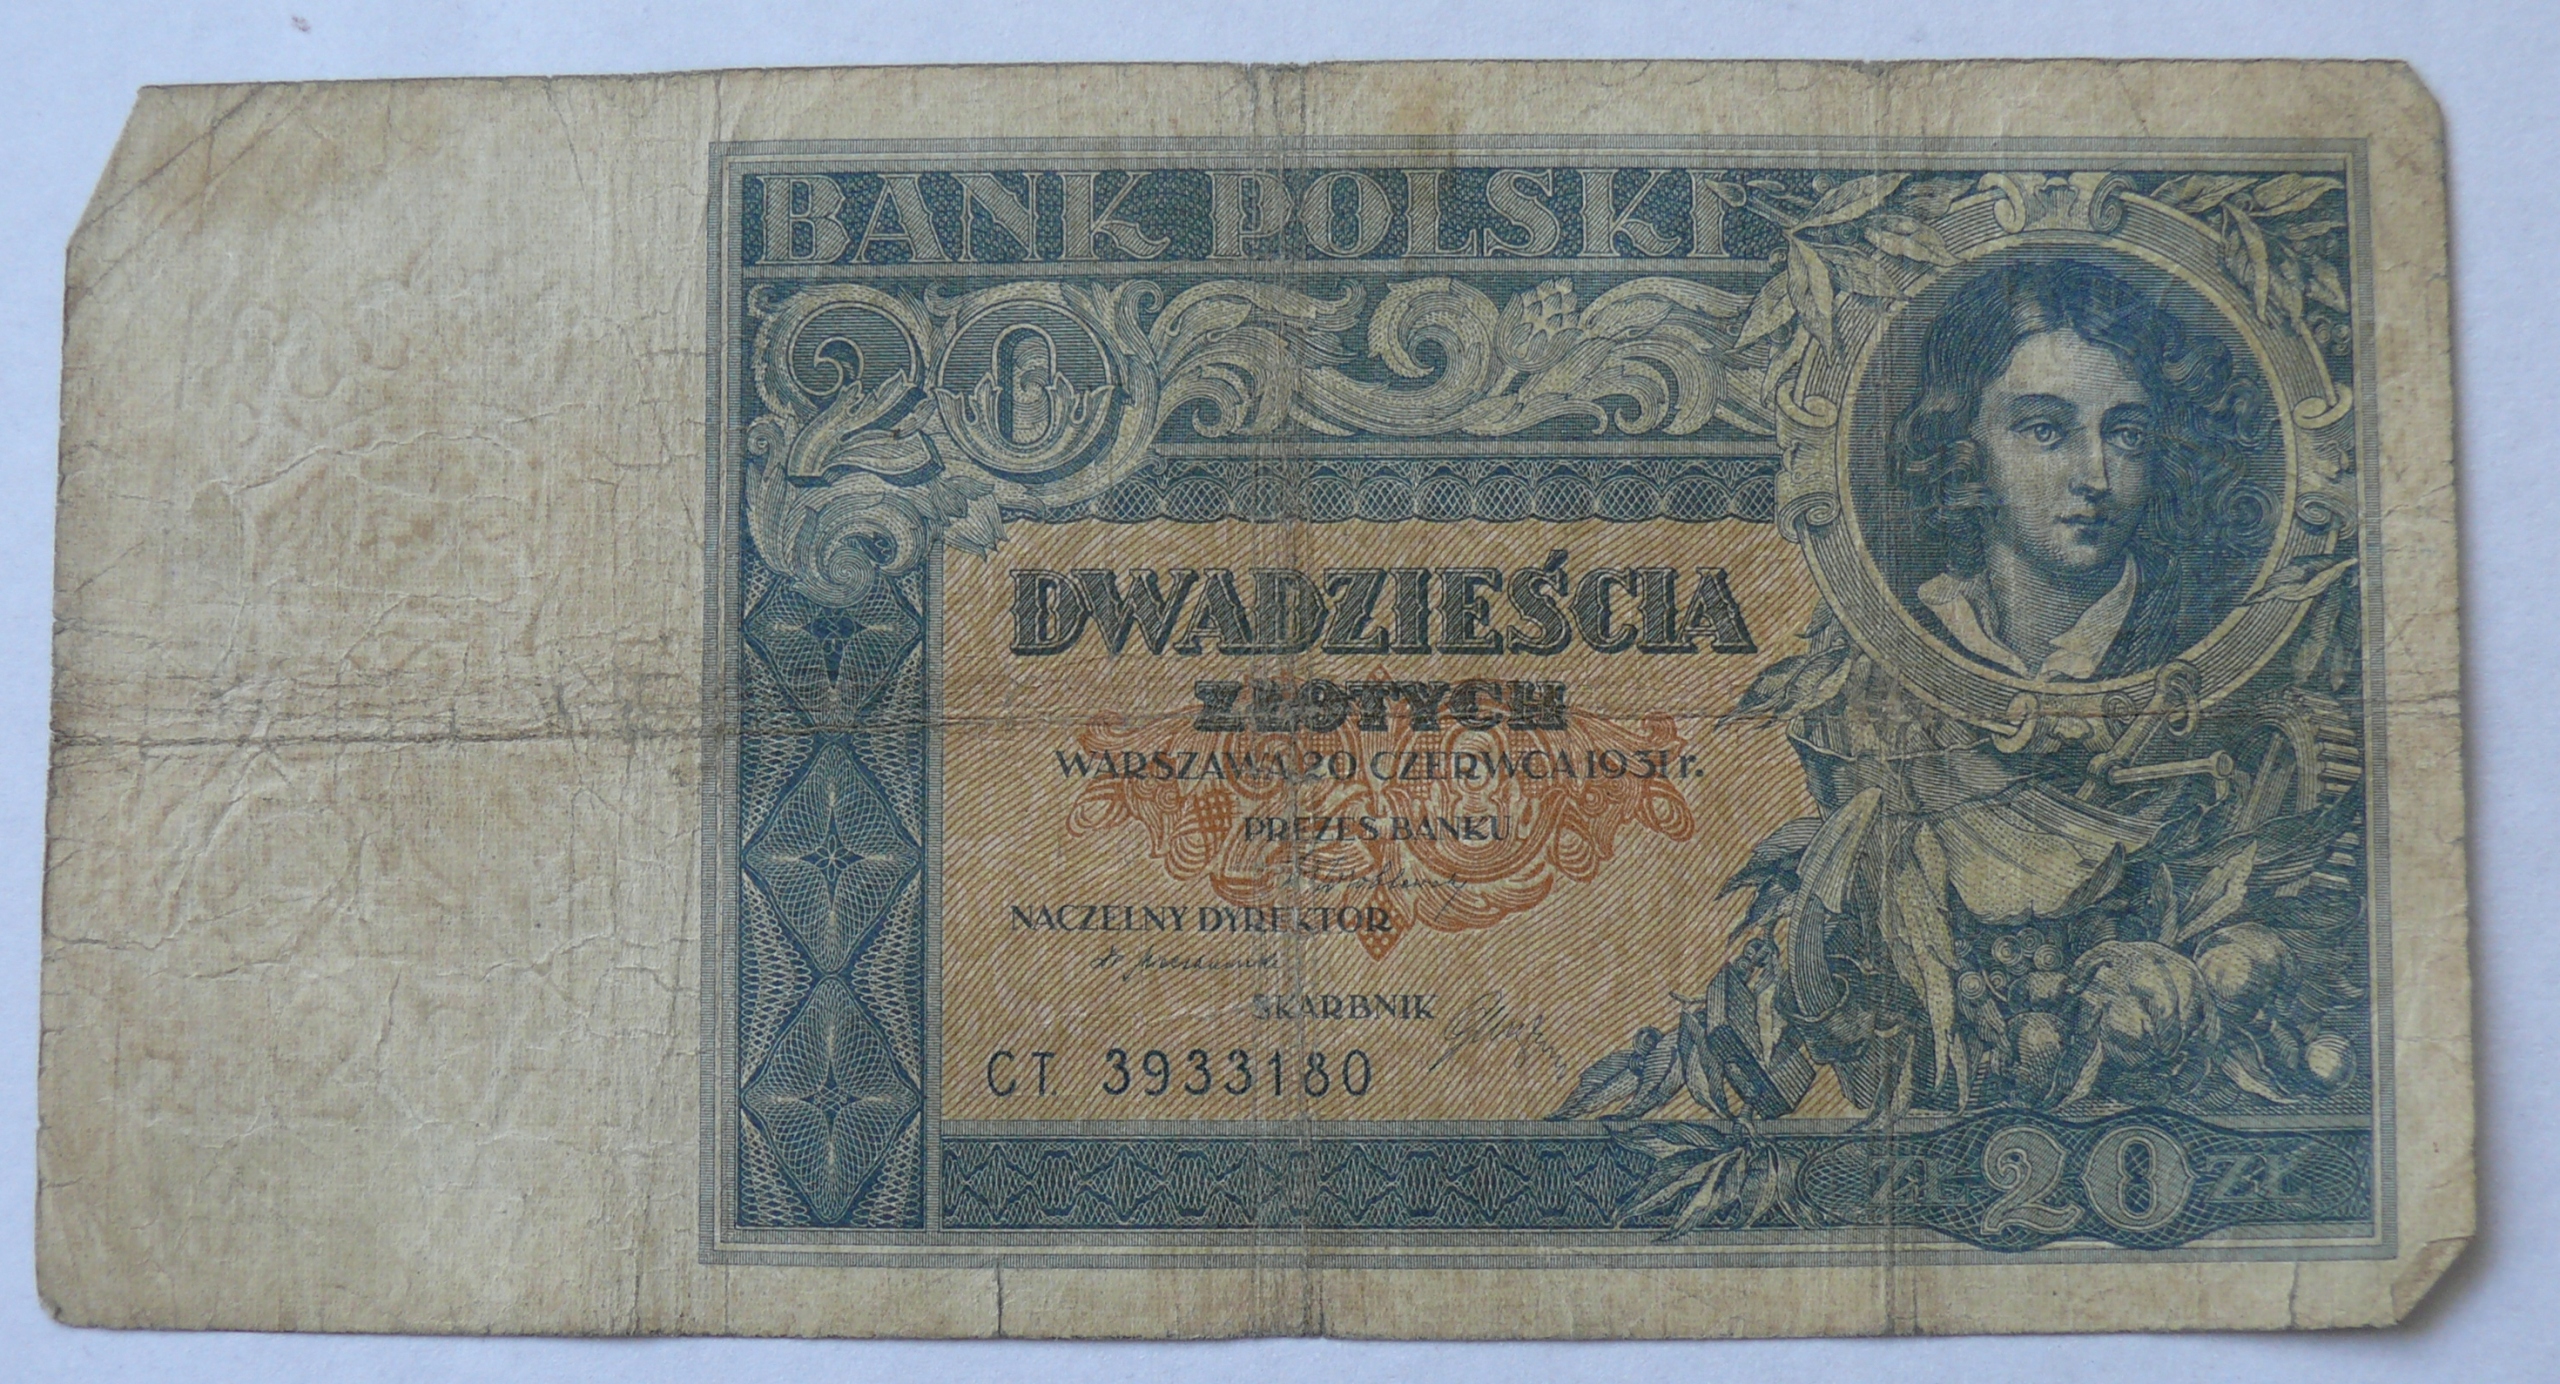 BANK POLSKI
20
DWADZIEŚCIA
ZŁOTYCH
WARSZAWA 20 CZERWCA 1931 r.
PREZES BANKU
NACZELNY DYREKTOR
SKARBNIK
CT. 3933180
ZŁ 20 ZŁ